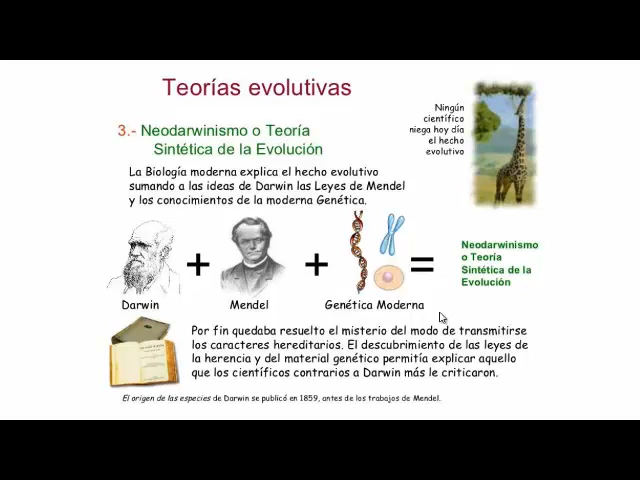 Teorías evolutivas
Ningún
científico
niega hoy día
el hecho
evolutivo
3.- Neodarwinismo o Teoría
Sintética de la Evolución
La Biología moderna explica el hecho evolutivo
sumando a las ideas de Darwin las Leyes de Mendel
y los conocimientos de la moderna Genética.
+ + =
Neodarwinismo
o Teoría
Sintética de la
Evolución
Darwin Mendel Genética Moderna
Por fin quedaba resuelto el misterio del modo de transmitirse
los caracteres hereditarios. El descubrimiento de las leyes de
la herencia y del material genético permitía explicar aquello
que los científicos contrarios a Darwin más le criticaron.
El origen de las especies de Darwin se publicó en 1859, antes de los trabajos de Mendel.